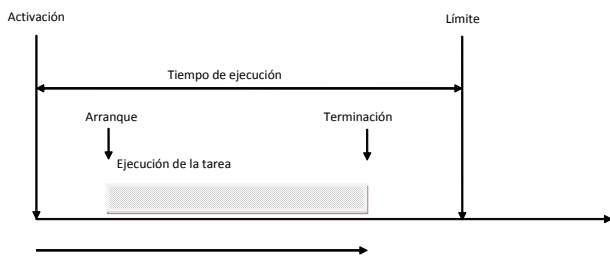 Activación
Límite
Tiempo de ejecución
Arranque
Terminación
Ejecución de la tarea